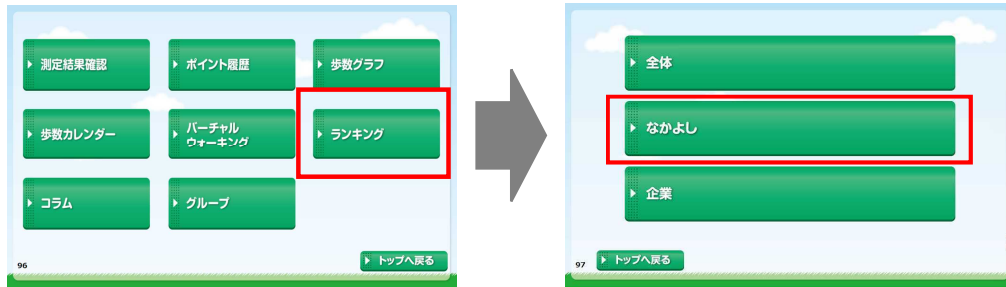 測定結果確認
ポイント履歴
歩数グラフ
歩数カレンダー
バーチャル
ウォーキング
ランキング
コラム
グループ
96
トップへ戻る
全体
なかよし
企業
97
トップへ戻る